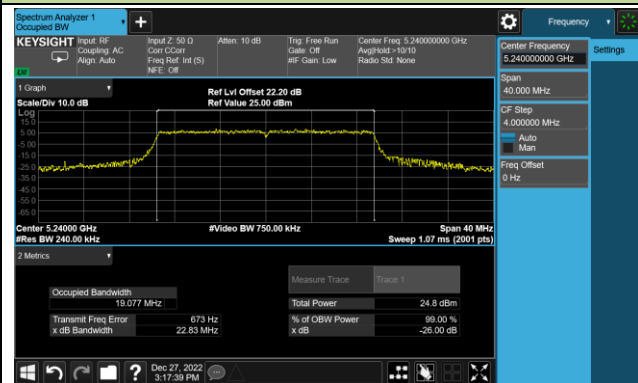 Spectrum Analyzer 1
Occupied BW
Frequency
KEYSIGHT
Input: RF
Coupling: AC
Align: Auto
Input Z: 50 Ω
Corr CCorr
Freq Ref: Int (S)
NFE: Off
Atten: 10 dB
Trig: Free Run
Gate: Off
#IF Gain: Low
Center Freq: 5.240000000 GHz
Avg|Hold:>10/10
Radio Std: None
Center Frequency
5.240000000 GHz
Settings
Span
40.000 MHz
CF Step
4.000000 MHz
Auto
Man
Freq Offset
0 Hz
1 Graph
Scale/Div 10.0 dB
Ref Lvl Offset 22.20 dB
Ref Value 25.00 dBm
Log
15.0
5.00
-5.00
-15.0
-25.0
-35.0
-45.0
-55.0
-65.0
Center 5.24000 GHz
#Video BW 750.00 kHz
Span 40 MHz
#Res BW 240.00 kHz
Sweep 1.07 ms (2001 pts)
2 Metrics
Measure Trace
Trace 1
Occupied Bandwidth
19.077 MHz
Total Power
24.8 dBm
Transmit Freq Error
673 Hz
% of OBW Power
99.00 %
x dB Bandwidth
22.83 MHz
x dB
-26.00 dB
?
Dec 27, 2022
3:17:39 PM